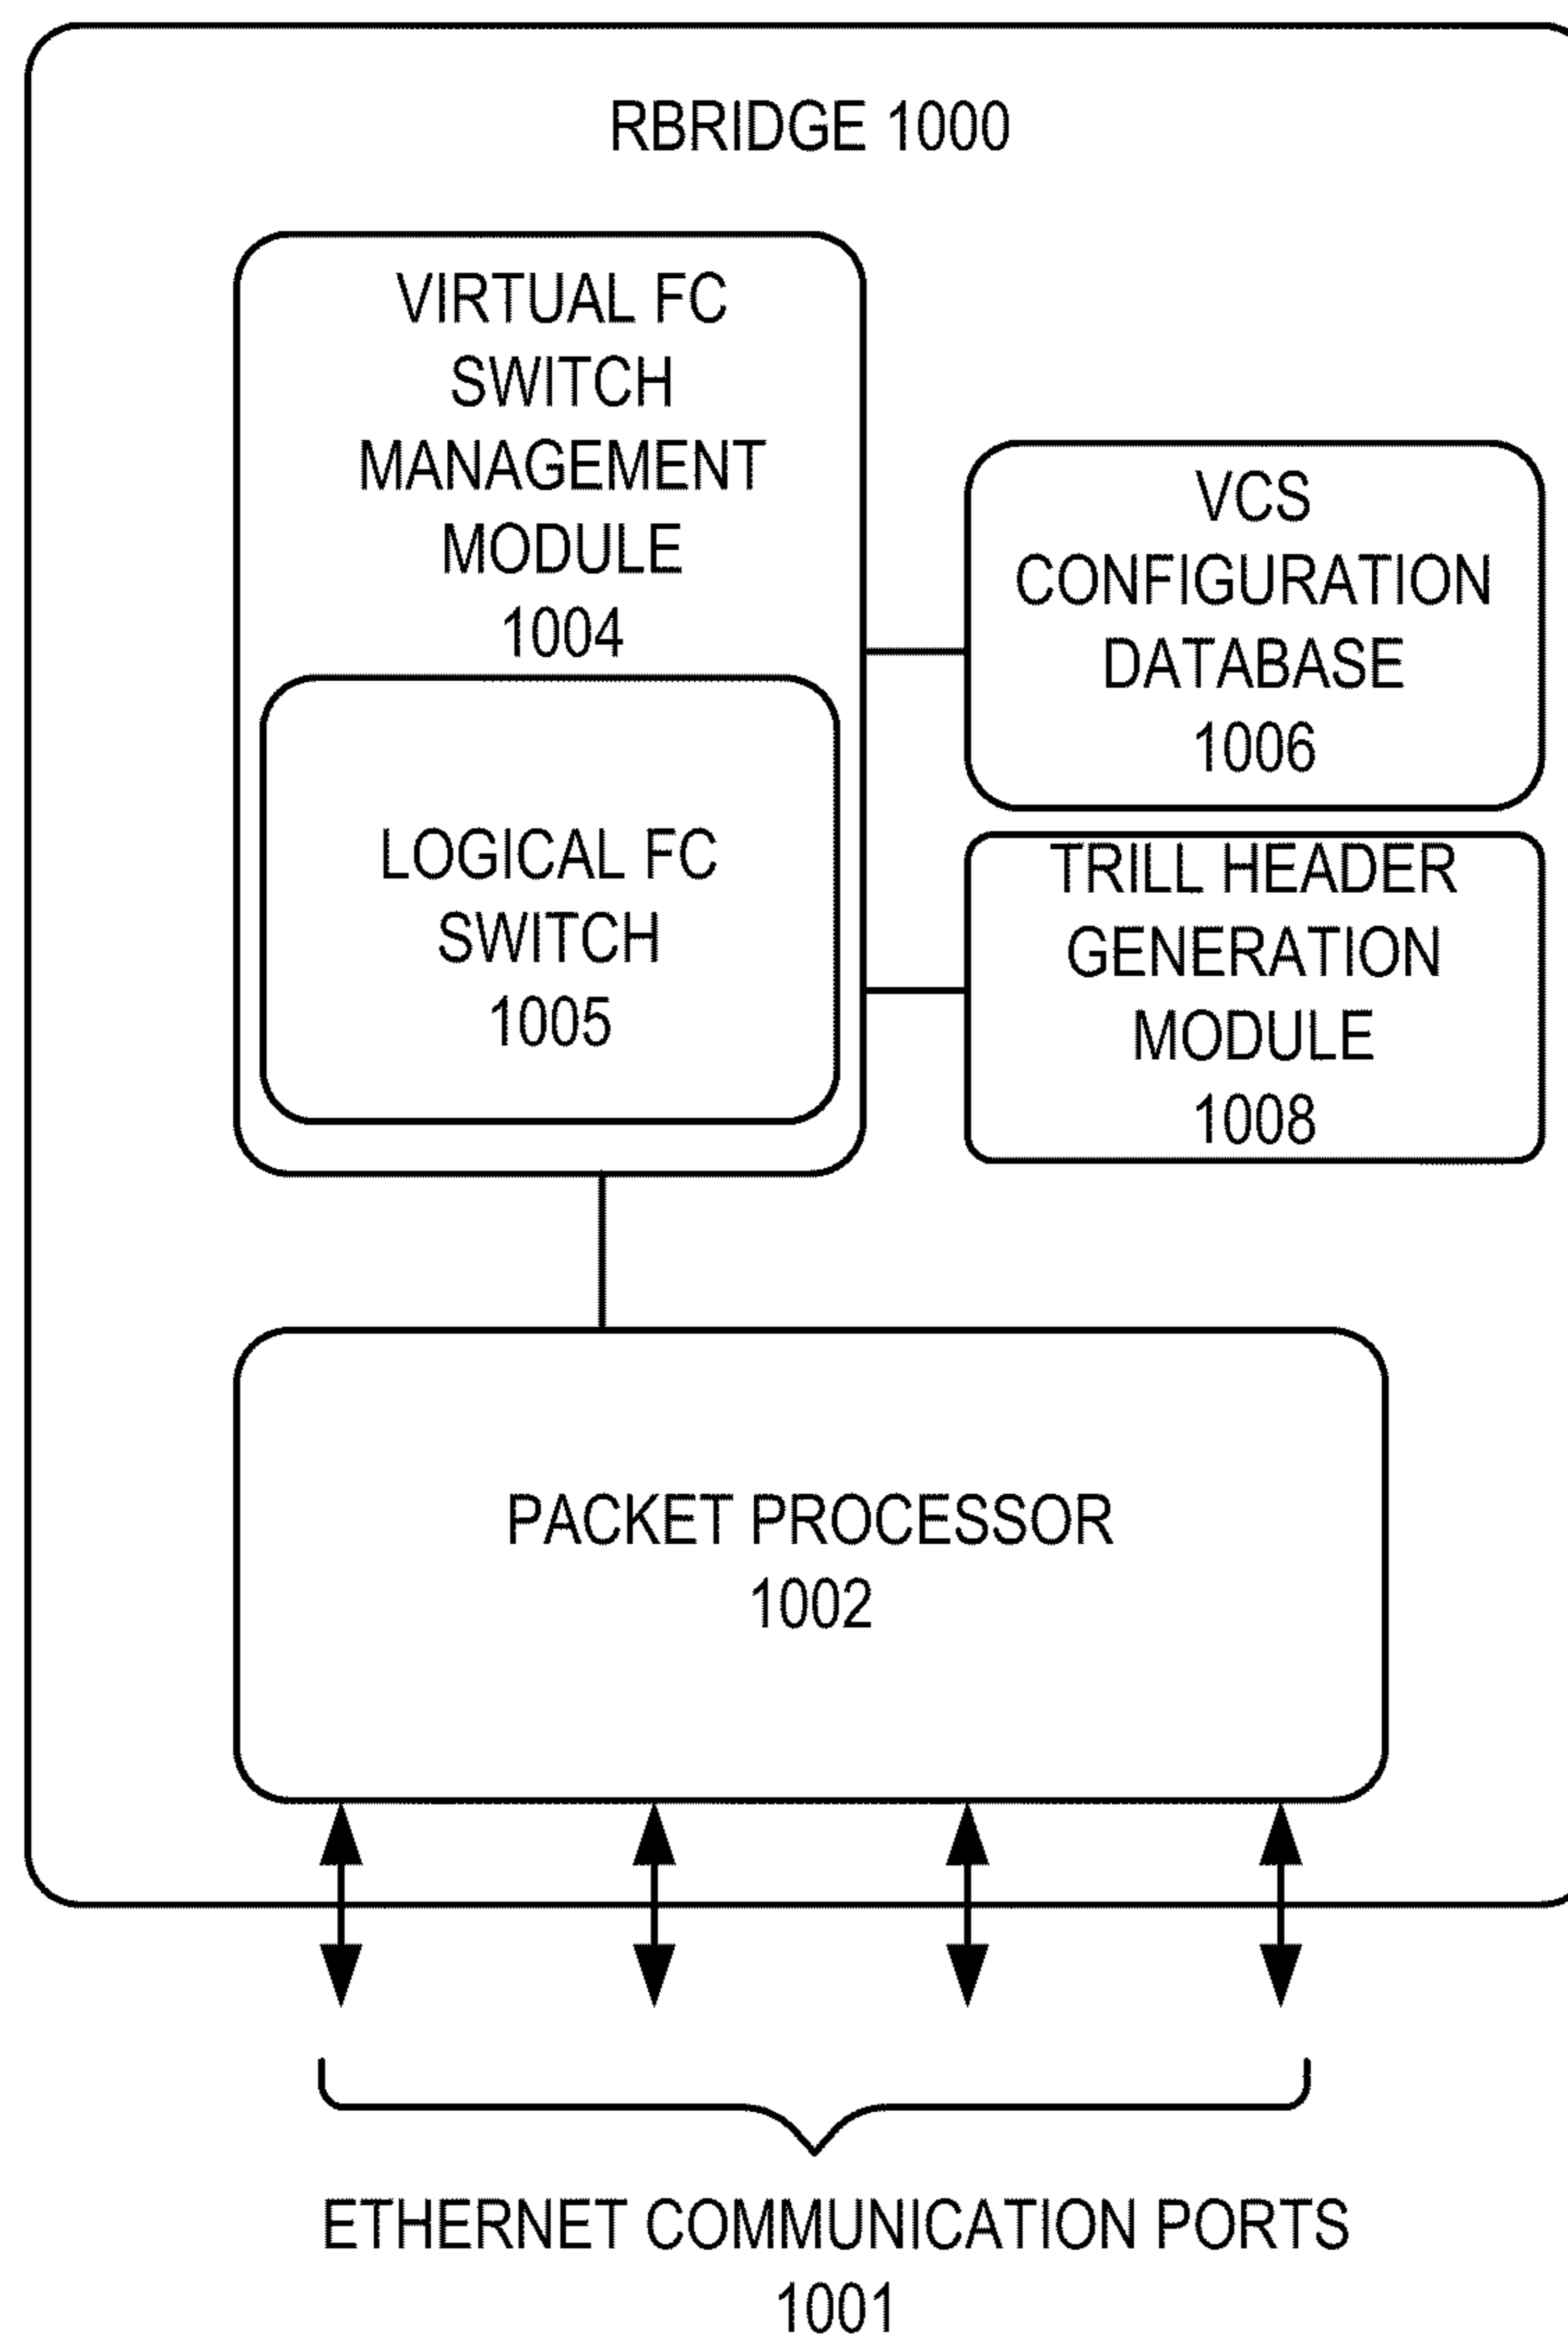 RBRIDGE 1000
VIRTUAL FC
SWITCH
MANAGEMENT
MODULE
1004
LOGICAL FC
SWITCH
1005
VCS
CONFIGURATION
DATABASE
1006
TRILL HEADER
GENERATION
MODULE
1008
PACKET PROCESSOR
1002
ETHERNET COMMUNICATION PORTS
1001